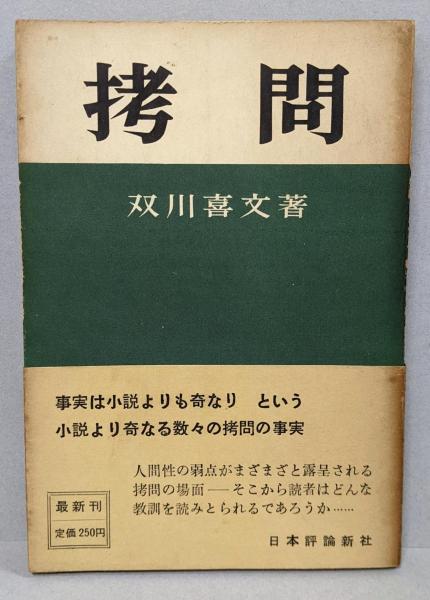 拷問
双川喜文著
事実は小説よりも奇なり　という
小説より奇なる数々の拷問の事実
人間性の弱点がまざまざと露呈される
拷問の場面――そこから読者はどんな
教訓を読みとられるであろうか……
最新刊
定価250円
日本評論新社